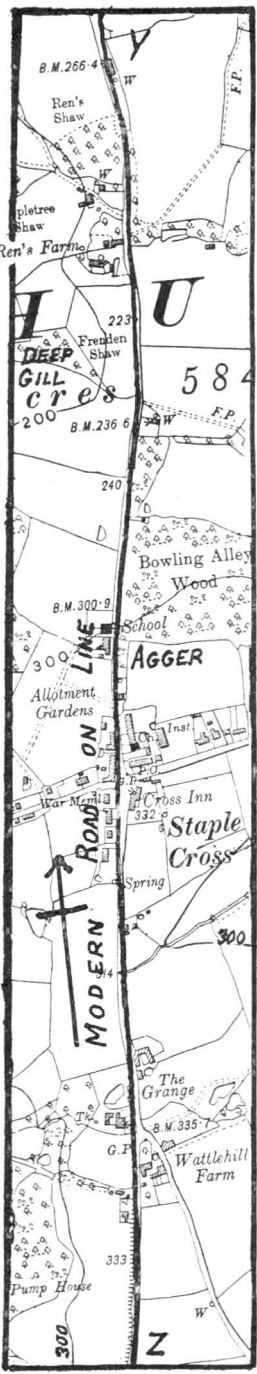 Y
B.M.266·4
W
F.P.
Ren's
Shaw
W
pletree
Shaw
Ren's Farm
I U
223
DEEP
GILL
Frenden
Shaw
584
cres
200
F.P.
B.M.236·6
W
240
Bowling Alley
Wood
B.M.300·9
School
300
AGGER
Allotment
Gardens
Inst.
Ch.
P.O.
War Meml.
Cross Inn
332
Staple
Cross
Spring
300
314
MODERN ROAD ON LINE
The
Grange
Tk.
B.M.335·7
G.P.
Wattlehill
Farm
333
Pump House
W
300
Z